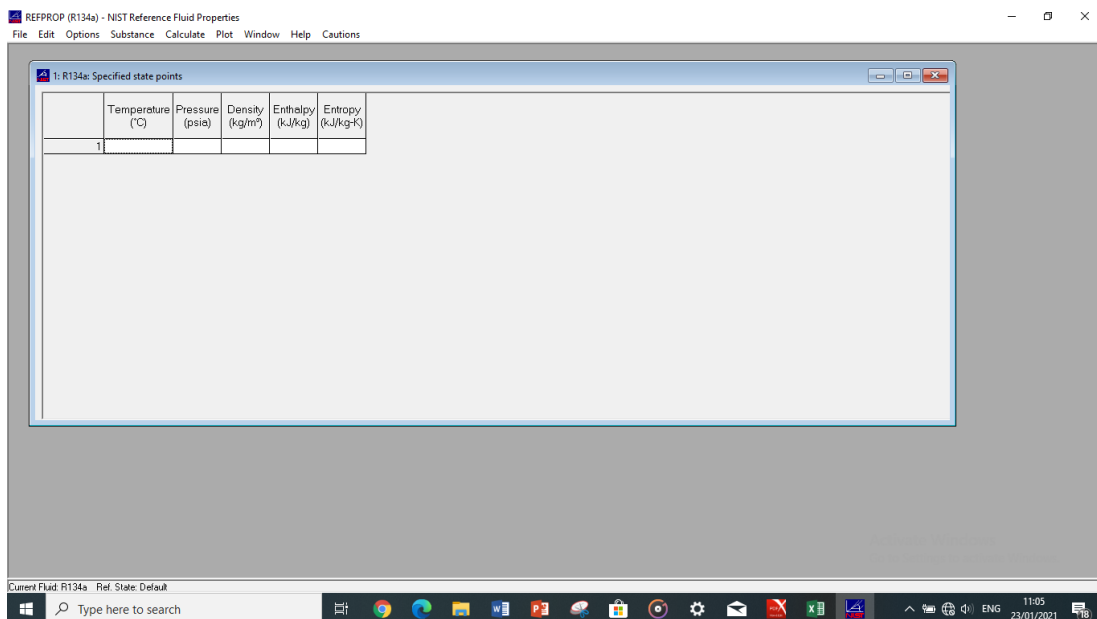 REFPROP (R134a) - NIST Reference Fluid Properties
File Edit Options Substance Calculate Plot Window Help Cautions
1: R134a: Specified state points
Temperature Pressure Density Enthalpy Entropy
(°C) (psia) (kg/m³) (kJ/kg) (kJ/kg-K)
1
Current Fluid: R134a Ref. State: Default
Type here to search
ENG
11:05
23/01/2021
18